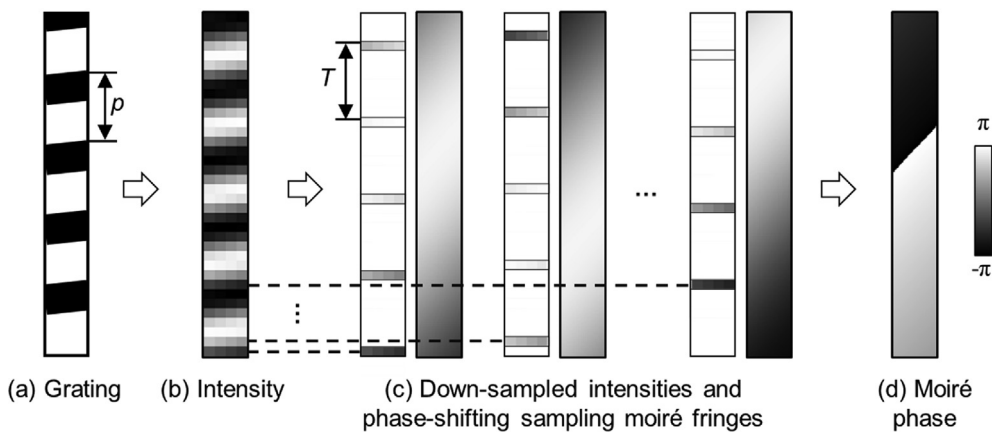 p
T
...
...
π
-π
(a) Grating
(b) Intensity
(c) Down-sampled intensities and
phase-shifting sampling moiré fringes
(d) Moiré
phase